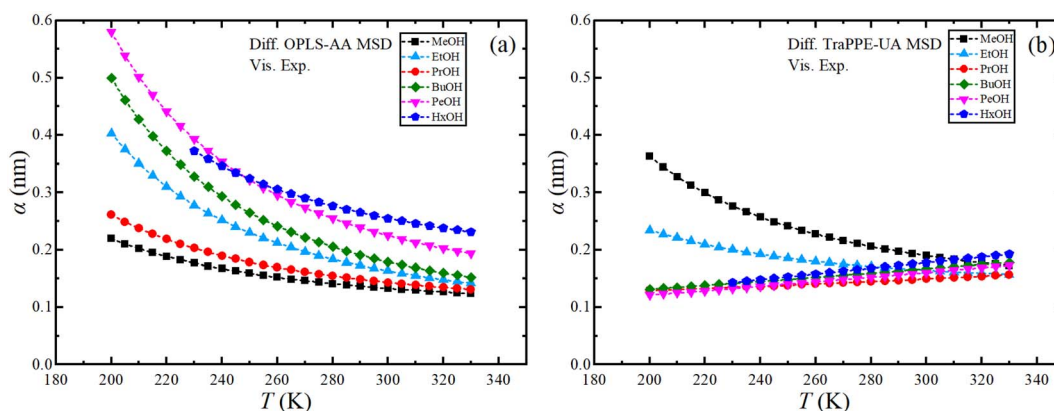 Diff. OPLS-AA MSD
Vis. Exp.
(a)
MeOH
EtOH
PrOH
BuOH
PeOH
HxOH
0.6
0.5
0.4
0.3
0.2
0.1
0.0
α (nm)
180 200 220 240 260 280 300 320 340
T (K)
Diff. TraPPE-UA MSD
Vis. Exp.
(b)
MeOH
EtOH
PrOH
BuOH
PeOH
HxOH
0.6
0.5
0.4
0.3
0.2
0.1
0.0
α (nm)
180 200 220 240 260 280 300 320 340
T (K)